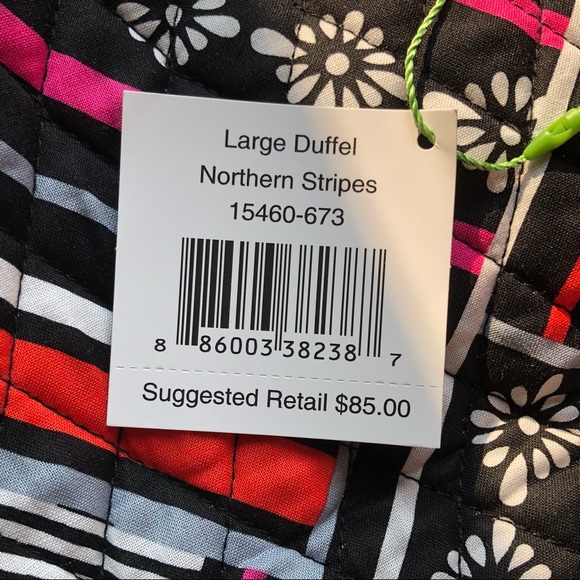 Large Duffel
Northern Stripes
15460-673
8 86003 38238 7
Suggested Retail $85.00